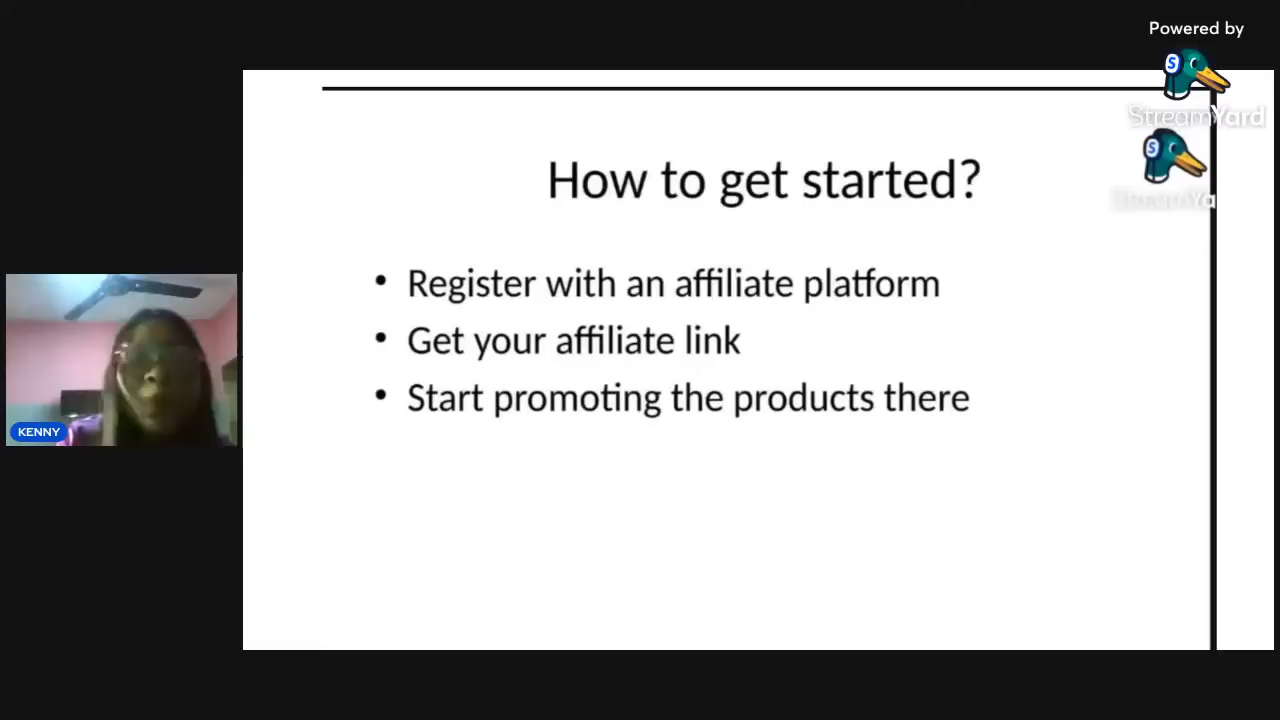 Powered by
S
StreamYard
S
StreamYa
How to get started?
• Register with an affiliate platform
• Get your affiliate link
• Start promoting the products there
KENNY